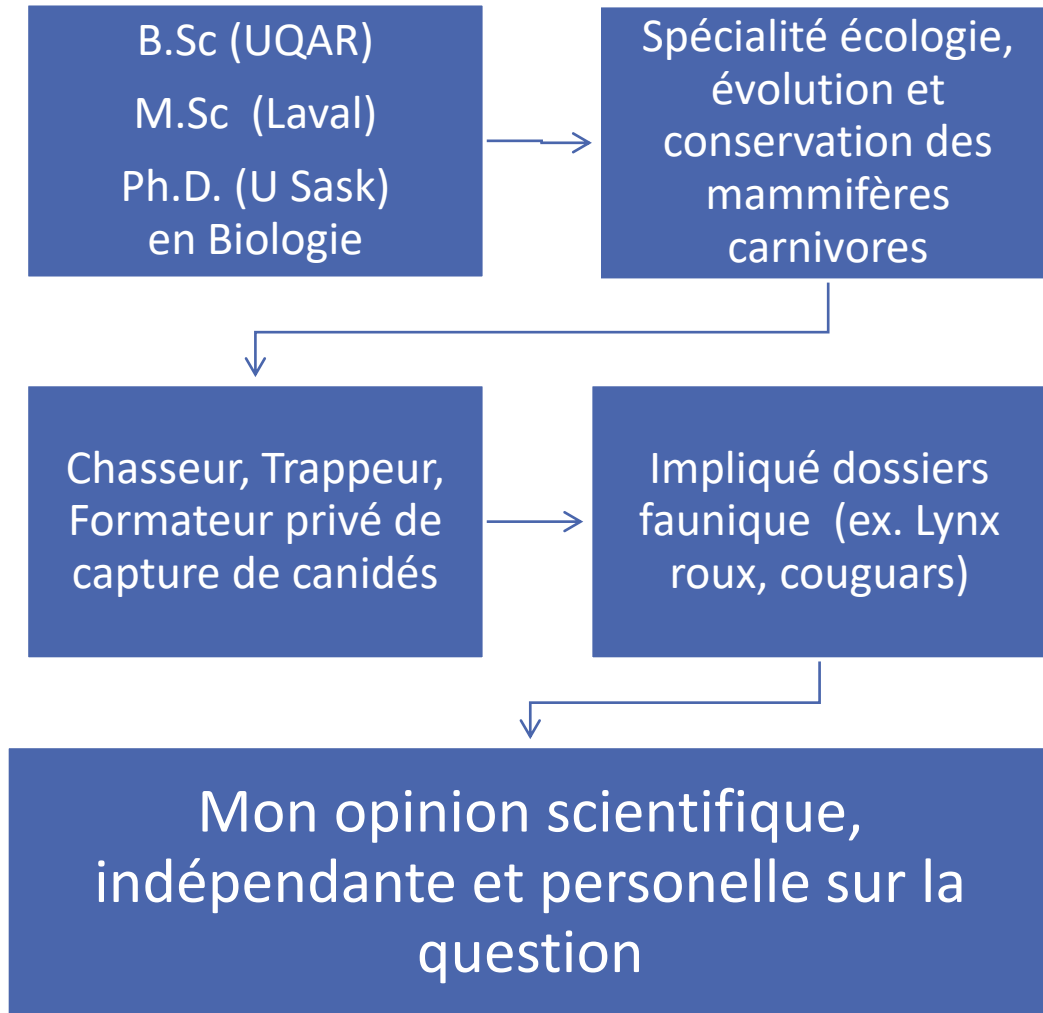 B.Sc (UQAR)
M.Sc (Laval)
Ph.D. (U Sask)
en Biologie
Spécialité écologie,
évolution et
conservation des
mammifères
carnivores
Chasseur, Trappeur,
Formateur privé de
capture de canidés
Impliqué dossiers
faunique (ex. Lynx
roux, couguars)
Mon opinion scientifique,
indépendante et personelle sur la
question